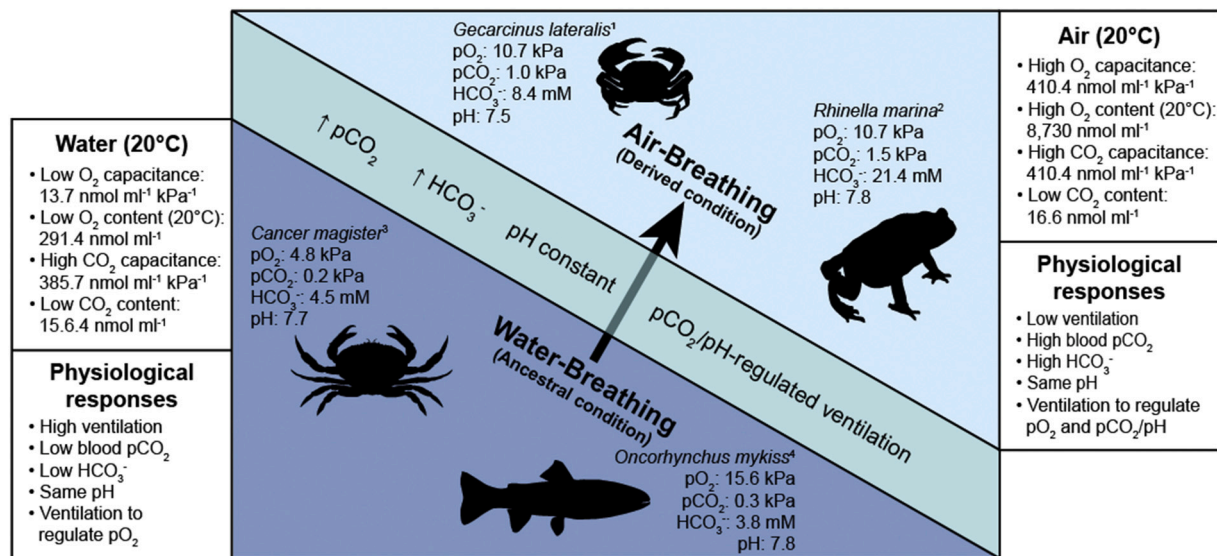 Water (20°C)
• Low O₂ capacitance:
13.7 nmol ml⁻¹ kPa⁻¹
• Low O₂ content (20°C):
291.4 nmol ml⁻¹
• High CO₂ capacitance:
385.7 nmol ml⁻¹ kPa⁻¹
• Low CO₂ content:
15.6.4 nmol ml⁻¹
Physiological
responses
• High ventilation
• Low blood pCO₂
• Low HCO₃⁻
• Same pH
• Ventilation to
regulate pO₂
Gecarcinus lateralis¹
pO₂: 10.7 kPa
pCO₂: 1.0 kPa
HCO₃⁻: 8.4 mM
pH: 7.5
Rhinella marina²
pO₂: 10.7 kPa
pCO₂: 1.5 kPa
HCO₃⁻: 21.4 mM
pH: 7.8
Air-Breathing
(Derived condition)
↑ pCO₂
↑ HCO₃⁻
pH constant
pCO₂/pH-regulated ventilation
Cancer magister³
pO₂: 4.8 kPa
pCO₂: 0.2 kPa
HCO₃⁻: 4.5 mM
pH: 7.7
Water-Breathing
(Ancestral condition)
Oncorhynchus mykiss⁴
pO₂: 15.6 kPa
pCO₂: 0.3 kPa
HCO₃⁻: 3.8 mM
pH: 7.8
Air (20°C)
• High O₂ capacitance:
410.4 nmol ml⁻¹ kPa⁻¹
• High O₂ content (20°C):
8,730 nmol ml⁻¹
• High CO₂ capacitance:
410.4 nmol ml⁻¹ kPa⁻¹
• Low CO₂ content:
16.6 nmol ml⁻¹
Physiological
responses
• Low ventilation
• High blood pCO₂
• High HCO₃⁻
• Same pH
• Ventilation to regulate
pO₂ and pCO₂/pH